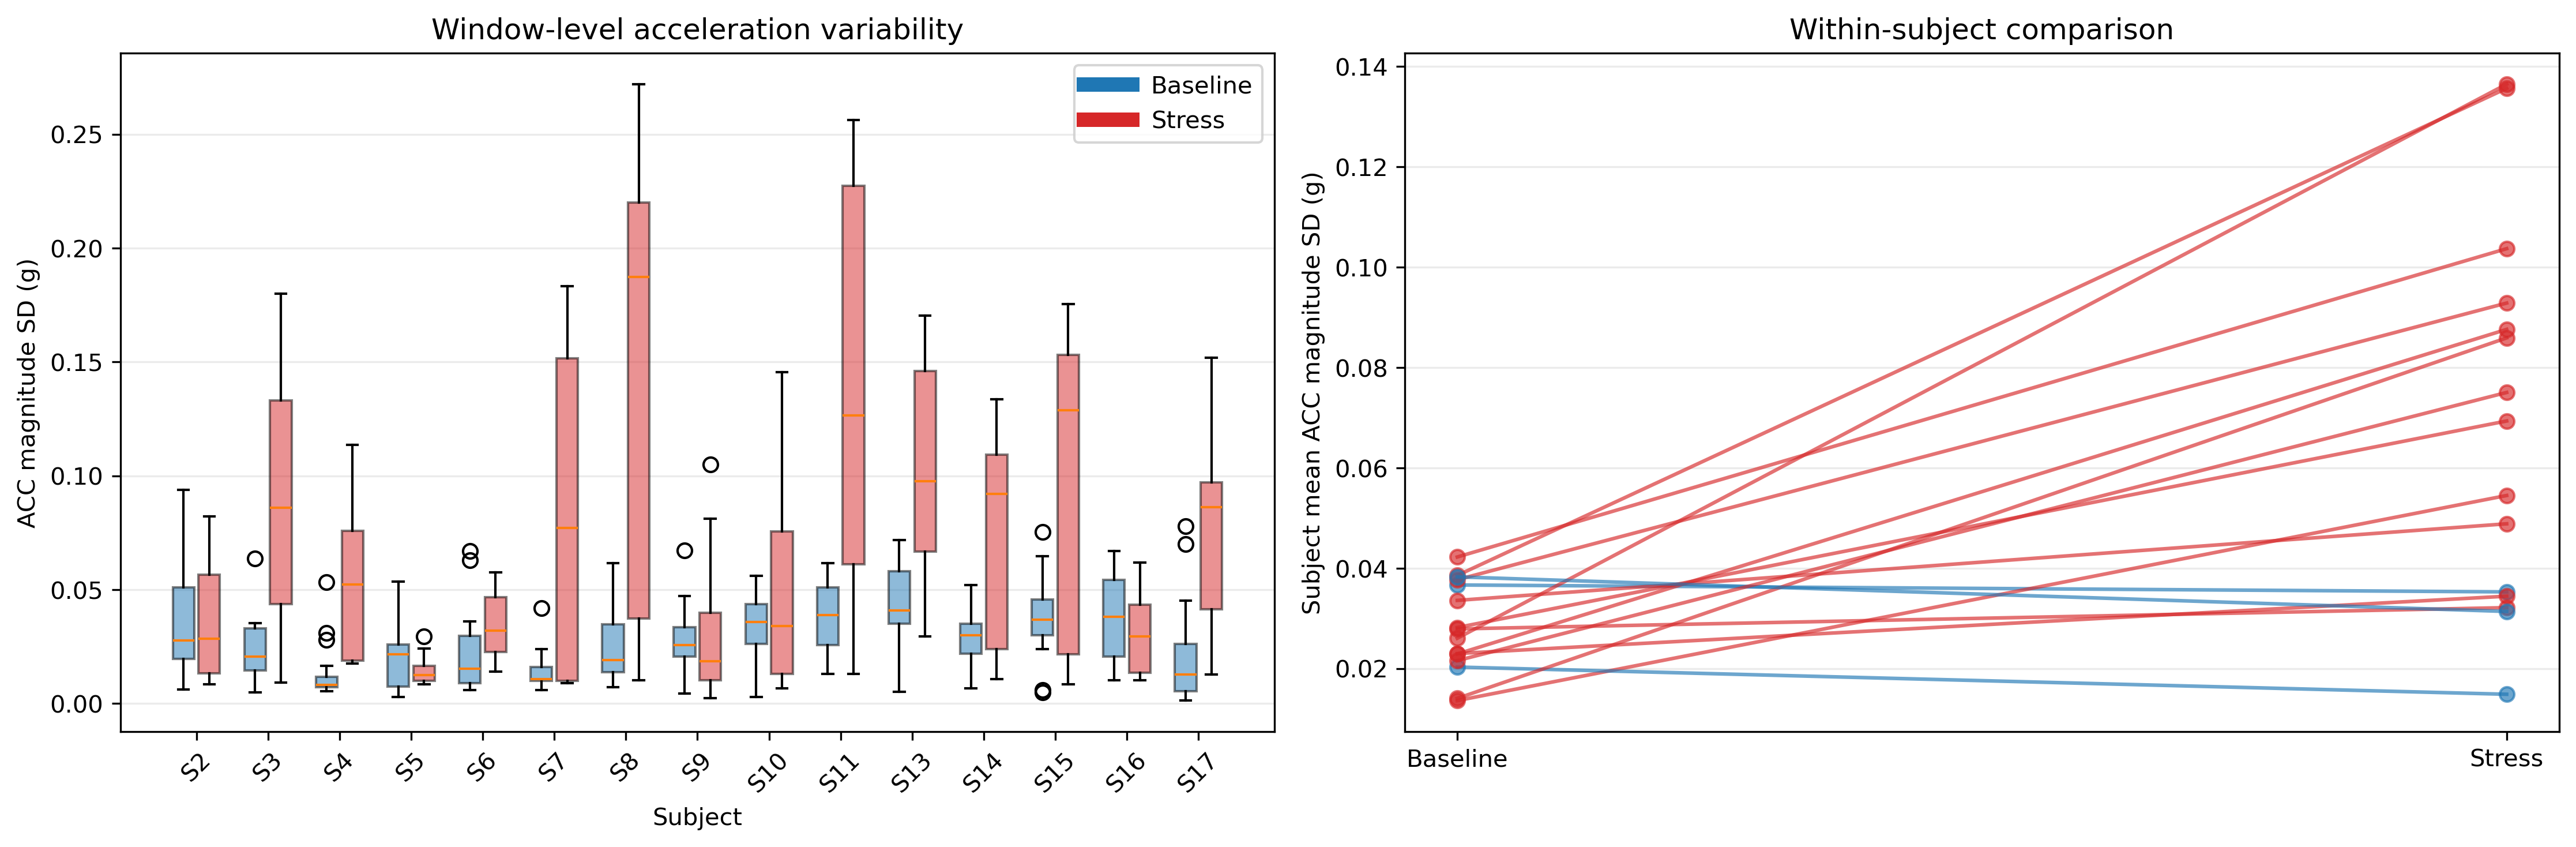 Window-level acceleration variability
ACC magnitude SD (g)
0.25
0.20
0.15
0.10
0.05
0.00
Baseline
Stress
S2
S3
S4
S5
S6
S7
S8
S9
S10
S11
S13
S14
S15
S16
S17
Subject
Within-subject comparison
Subject mean ACC magnitude SD (g)
0.14
0.12
0.10
0.08
0.06
0.04
0.02
Baseline
Stress